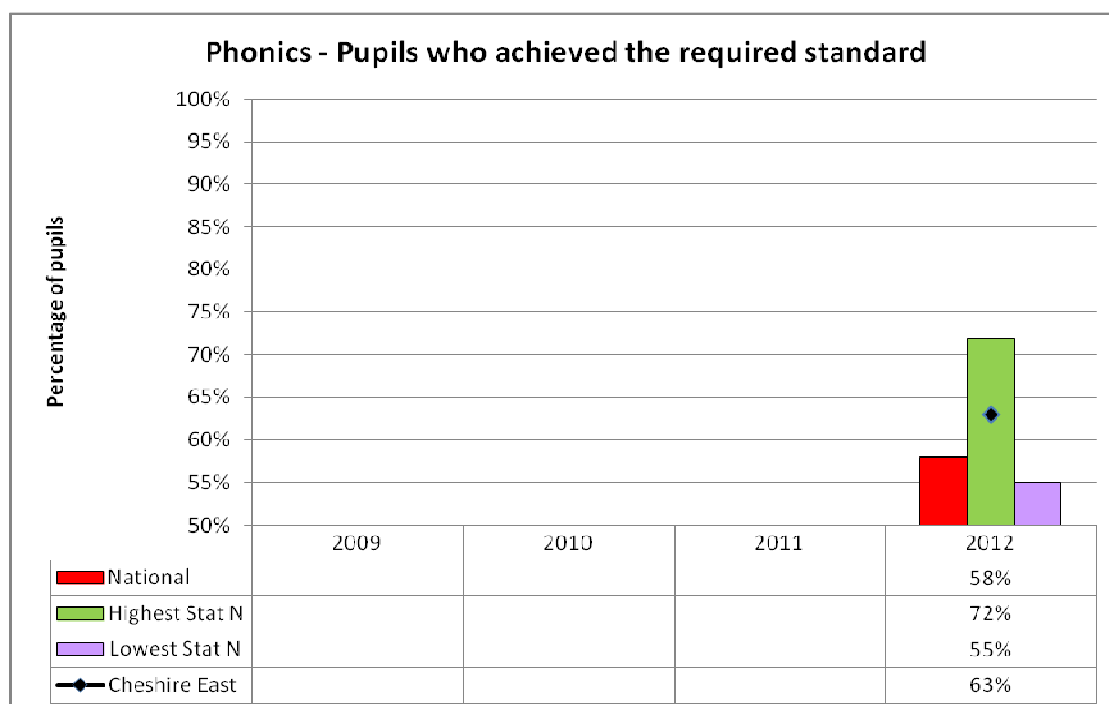 Phonics - Pupils who achieved the required standard
Percentage of pupils
100%
95%
90%
85%
80%
75%
70%
65%
60%
55%
50%
2009 2010 2011 2012
National 58%
Highest Stat N 72%
Lowest Stat N 55%
Cheshire East 63%